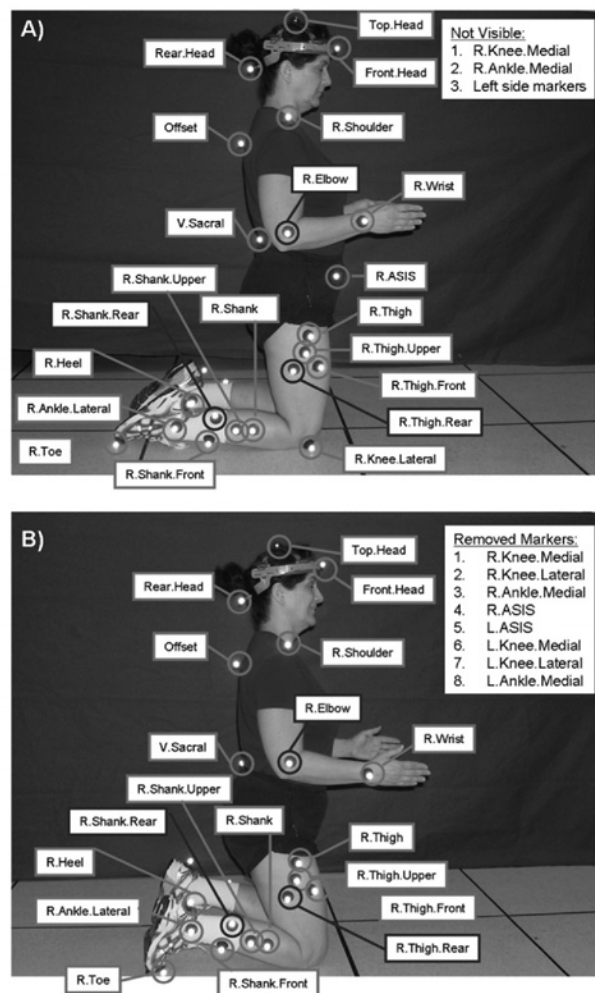 A)
Top.Head
Not Visible:
1. R.Knee.Medial
2. R.Ankle.Medial
3. Left side markers
Rear.Head
Front.Head
Offset
R.Shoulder
R.Elbow
R.Wrist
V.Sacral
R.Shank.Upper
R.ASIS
R.Shank
R.Thigh
R.Shank.Rear
R.Thigh.Upper
R.Heel
R.Thigh.Front
R.Ankle.Lateral
R.Thigh.Rear
R.Toe
R.Shank.Front
R.Knee.Lateral
B)
Top.Head
Removed Markers:
1. R.Knee.Medial
2. R.Knee.Lateral
3. R.Ankle.Medial
4. R.ASIS
5. L.ASIS
6. L.Knee.Medial
7. L.Knee.Lateral
8. L.Ankle.Medial
Rear.Head
Front.Head
Offset
R.Shoulder
R.Elbow
R.Wrist
V.Sacral
R.Shank.Upper
R.Shank.Rear
R.Shank
R.Thigh
R.Heel
R.Thigh.Upper
R.Ankle.Lateral
R.Thigh.Front
R.Thigh.Rear
R.Toe
R.Shank.Front